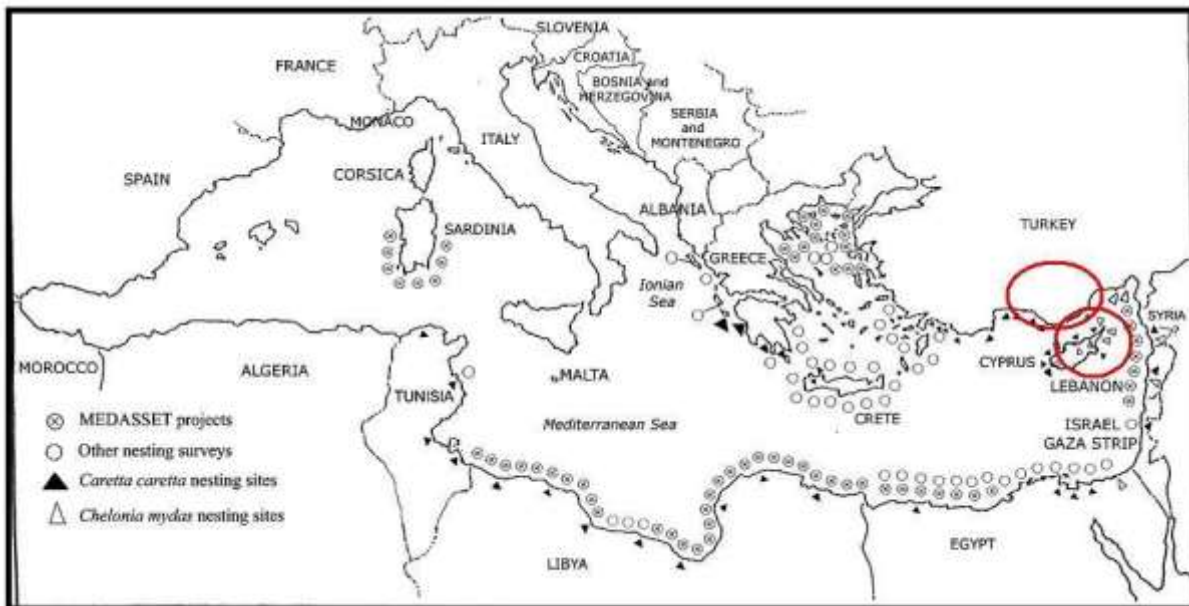 SLOVENIA
CROATIA
FRANCE
BOSNIA and
HERZEGOVINA
SERBIA
and
MONTENEGRO
MONACO
ITALY
SPAIN
CORSICA
ALBANIA
SARDINIA
TURKEY
GREECE
Ionian
Sea
SYRIA
MOROCCO
ALGERIA
MALTA
CYPRUS
LEBANON
TUNISIA
CRETE
ISRAEL
GAZA STRIP
Mediterranean Sea
MEDASSET projects
Other nesting surveys
Caretta caretta nesting sites
Chelonia mydas nesting sites
LIBYA
EGYPT